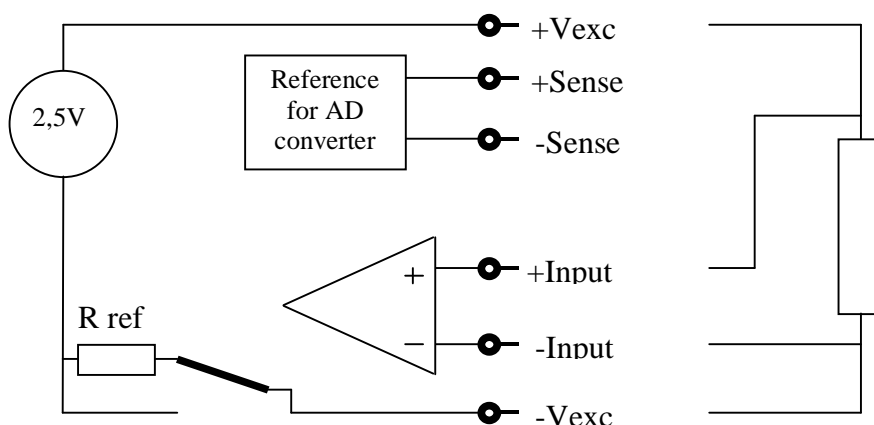 +Vexc
Reference
for AD
converter
+Sense
2,5V
-Sense
+
+Input
R ref
−
-Input
-Vexc